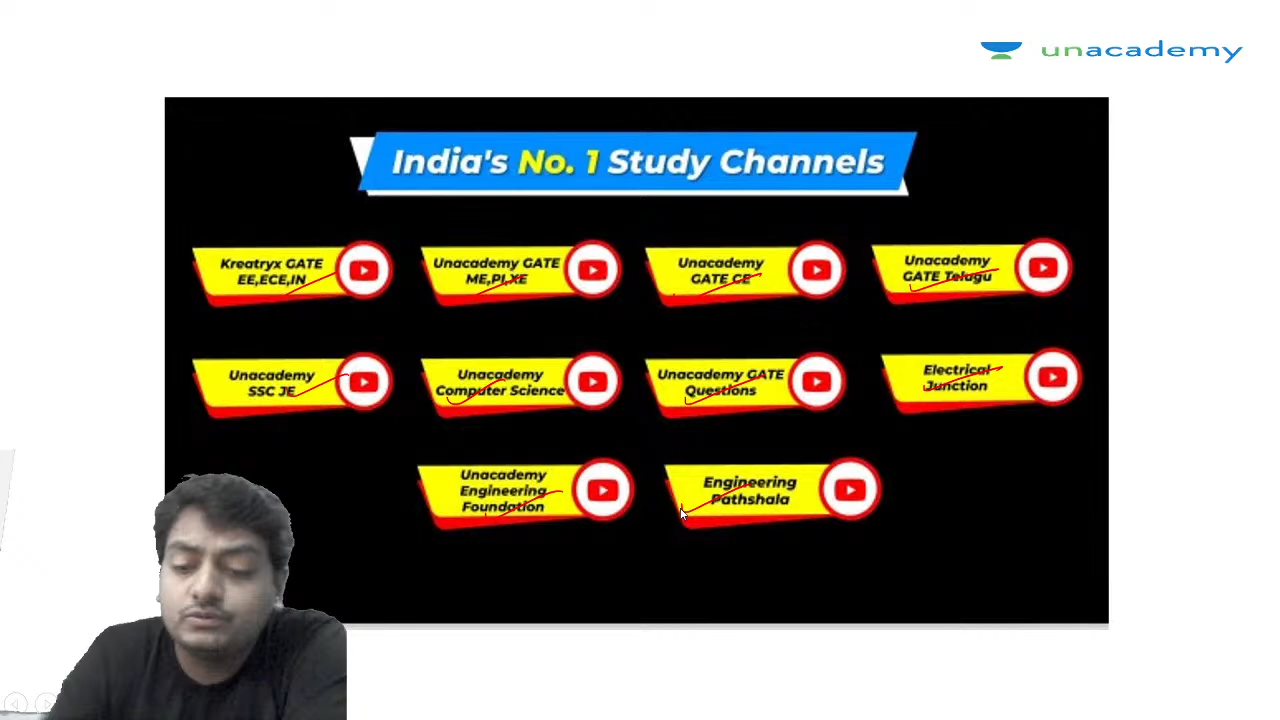 unacademy
India's No. 1 Study Channels
Kreatryx GATE
EE,ECE,IN
Unacademy GATE
ME,PI,XE
Unacademy
GATE CE
Unacademy
GATE Telugu
Unacademy
SSC JE
Unacademy
Computer Science
Unacademy GATE
Questions
Electrical
Junction
Unacademy
Engineering
Foundation
Engineering
Pathshala